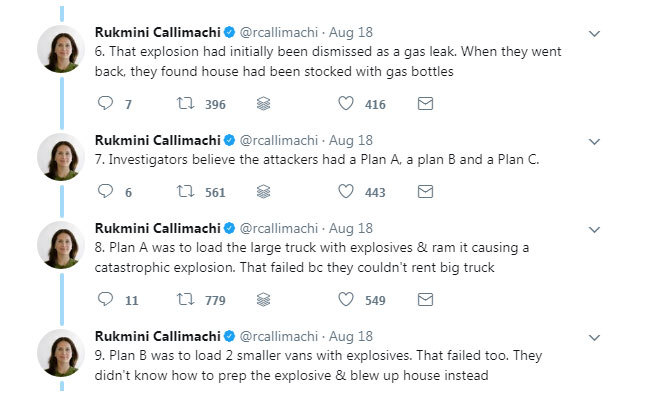 Rukmini Callimachi @rcallimachi · Aug 18
6. That explosion had initially been dismissed as a gas leak. When they went
back, they found house had been stocked with gas bottles
7 396 416
Rukmini Callimachi @rcallimachi · Aug 18
7. Investigators believe the attackers had a Plan A, a plan B and a Plan C.
6 561 443
Rukmini Callimachi @rcallimachi · Aug 18
8. Plan A was to load the large truck with explosives & ram it causing a
catastrophic explosion. That failed bc they couldn't rent big truck
11 779 549
Rukmini Callimachi @rcallimachi · Aug 18
9. Plan B was to load 2 smaller vans with explosives. That failed too. They
didn't know how to prep the explosive & blew up house instead